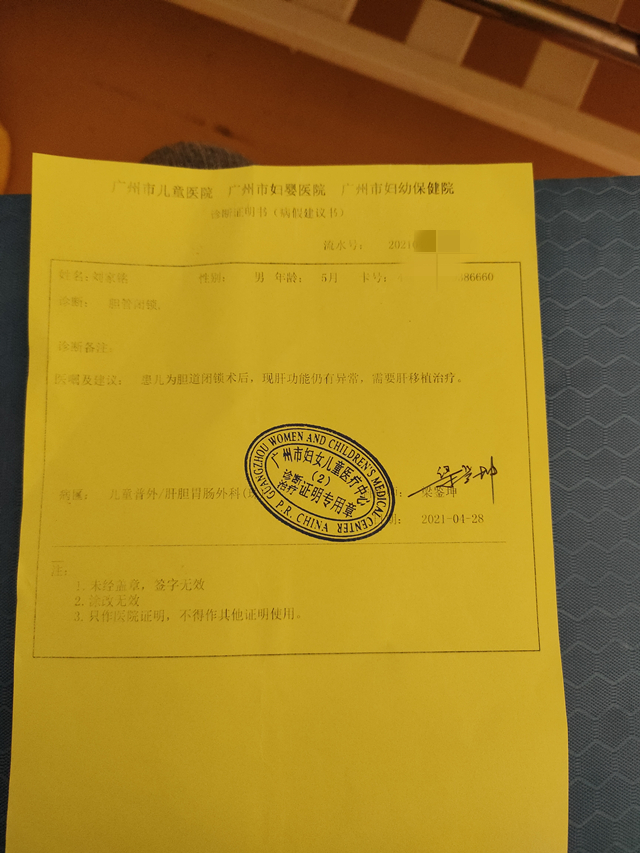 广州市儿童医院 广州市妇婴医院 广州市妇幼保健院
诊断证明书(病假建议书)
流水号: 2021
姓名: 性别: 男 年龄: 5月 卡号: 086660
诊断: 胆管闭锁,
诊断备注:
医嘱及建议: 患儿为胆道闭锁术后,现肝功能仍有异常,需要肝移植治疗。
GUANGZHOU WOMEN AND CHILDREN'S MEDICAL CENTER
广州市妇女儿童医疗中心
(2)
诊断
治疗
证明专用章
P.R. CHINA
科属: 儿童普外/肝胆胃肠外科( 梁鉴坤
2021-04-28
注:
1. 未经盖章,签字无效
2. 涂改无效
3. 只作医院证明,不得作其他证明使用。